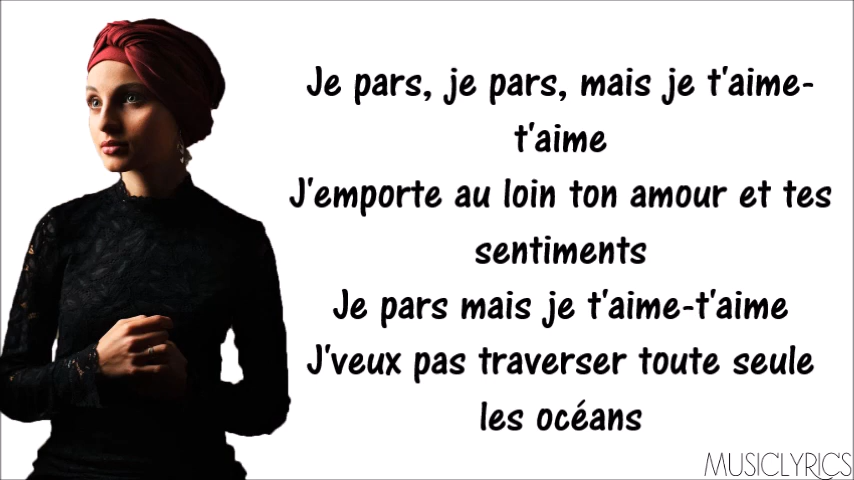 Je pars, je pars, mais je t'aime-
t'aime
J'emporte au loin ton amour et tes
sentiments
Je pars mais je t'aime-t'aime
J'veux pas traverser toute seule
les océans
MUSICLYRICS